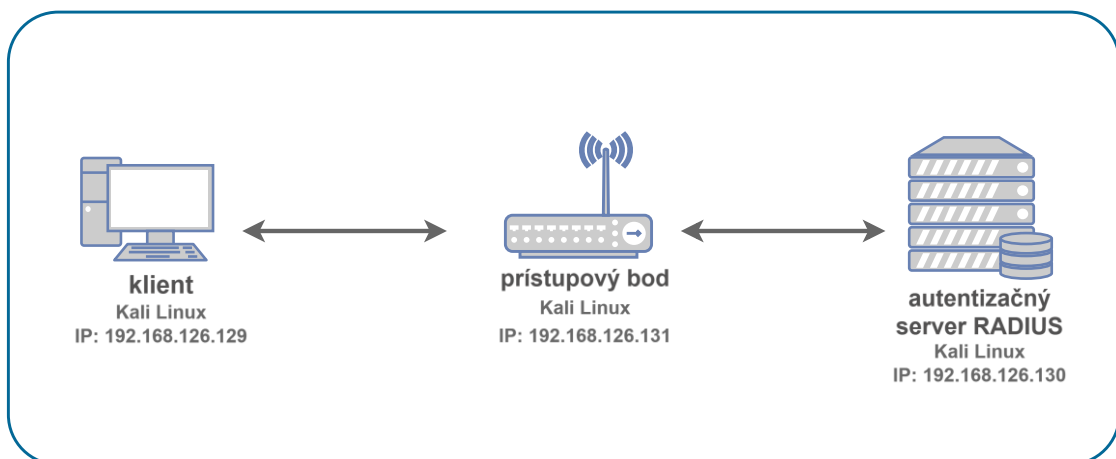 klient
Kali Linux
IP: 192.168.126.129
prístupový bod
Kali Linux
IP: 192.168.126.131
autentizačný
server RADIUS
Kali Linux
IP: 192.168.126.130